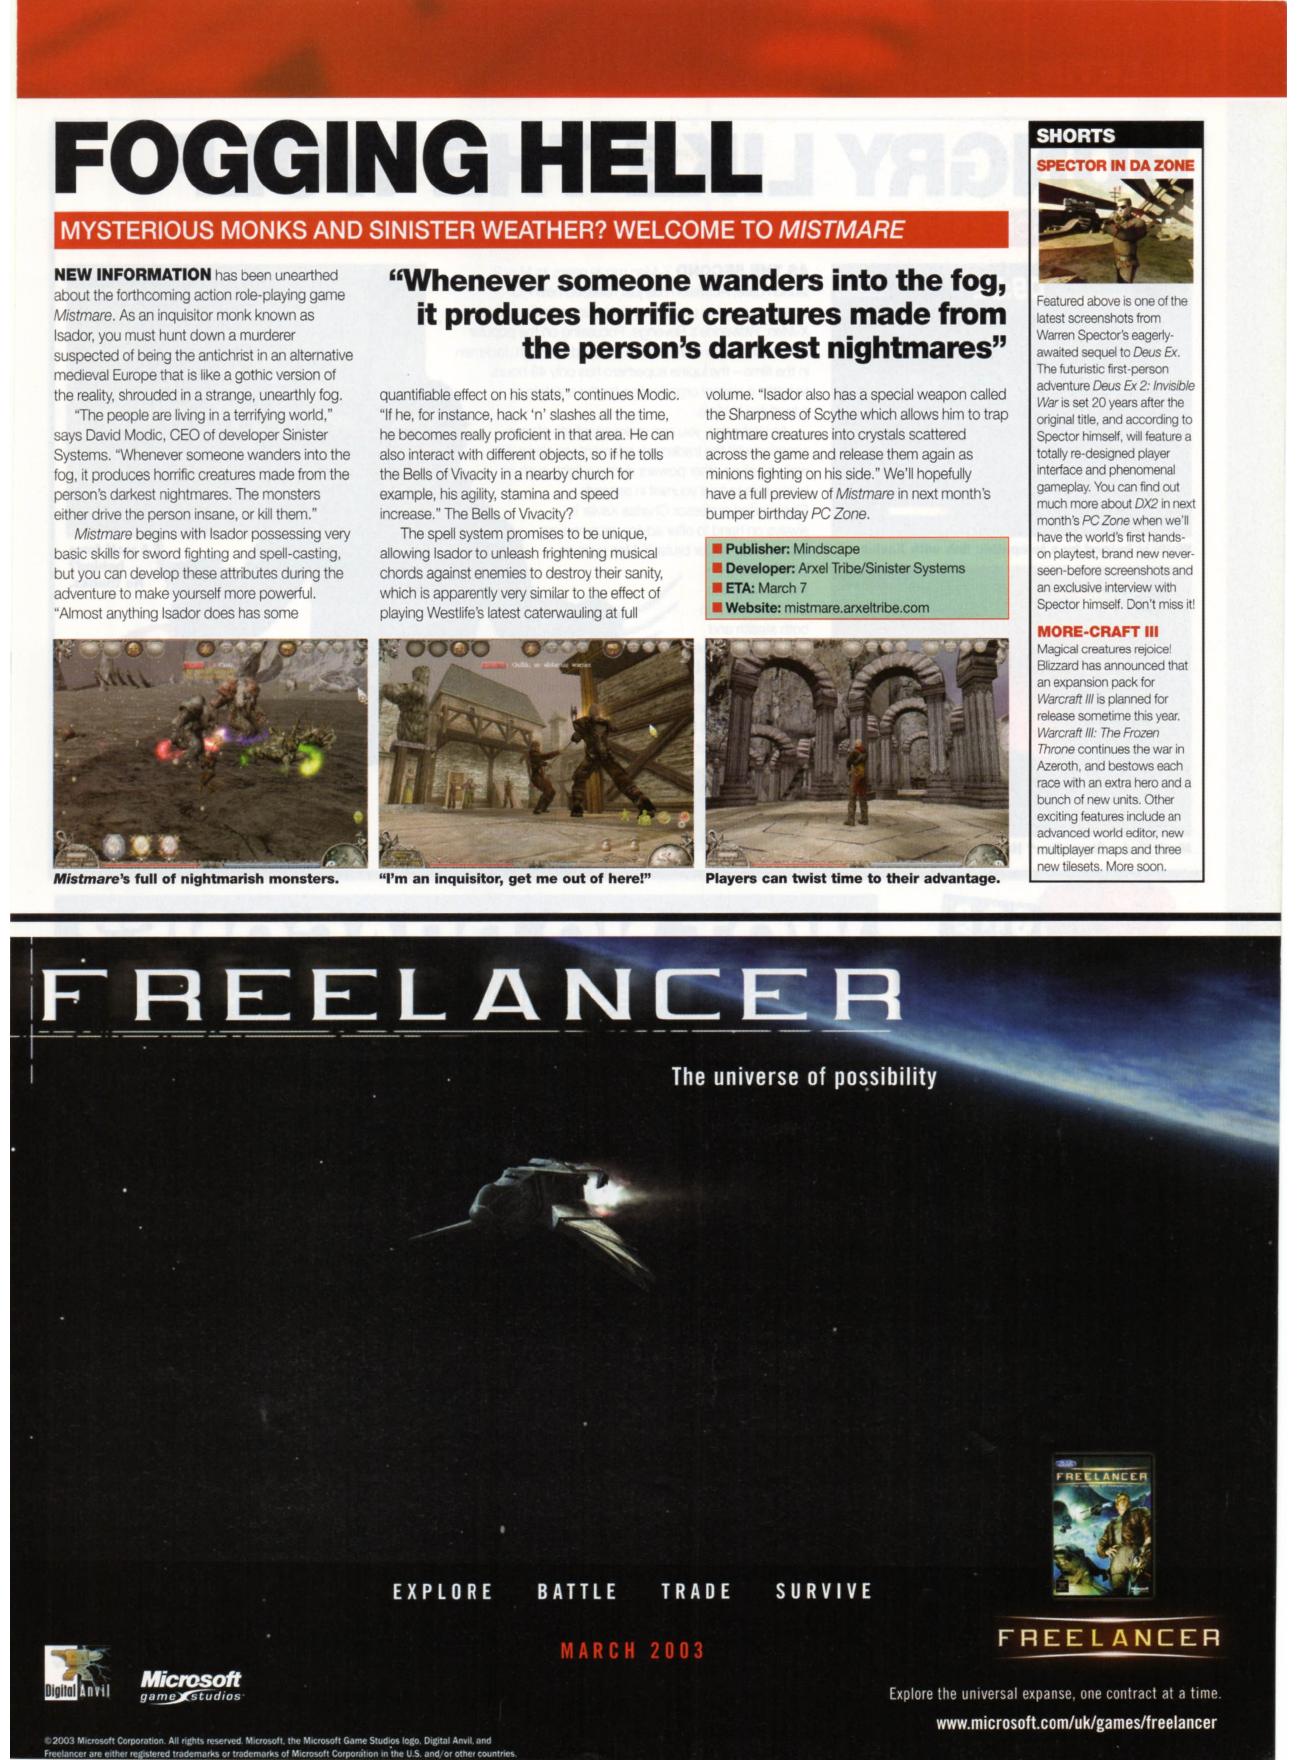 FOGGING HELL
MYSTERIOUS MONKS AND SINISTER WEATHER? WELCOME TO MISTMARE
NEW INFORMATION has been unearthed
about the forthcoming action role-playing game
Mistmare. As an inquisitor monk known as
Isador, you must hunt down a murderer
suspected of being the antichrist in an alternative
medieval Europe that is like a gothic version of
the reality, shrouded in a strange, unearthly fog.
"The people are living in a terrifying world,"
says David Modic, CEO of developer Sinister
Systems. "Whenever someone wanders into the
fog, it produces horrific creatures made from the
person's darkest nightmares. The monsters
either drive the person insane, or kill them."
Mistmare begins with Isador possessing very
basic skills for sword fighting and spell-casting,
but you can develop these attributes during the
adventure to make yourself more powerful.
"Almost anything Isador does has some
"Whenever someone wanders into the fog,
it produces horrific creatures made from
the person's darkest nightmares"
quantifiable effect on his stats," continues Modic.
"If he, for instance, hack 'n' slashes all the time,
he becomes really proficient in that area. He can
also interact with different objects, so if he tolls
the Bells of Vivacity in a nearby church for
example, his agility, stamina and speed
increase." The Bells of Vivacity?
The spell system promises to be unique,
allowing Isador to unleash frightening musical
chords against enemies to destroy their sanity,
which is apparently very similar to the effect of
playing Westlife's latest caterwauling at full
volume. "Isador also has a special weapon called
the Sharpness of Scythe which allows him to trap
nightmare creatures into crystals scattered
across the game and release them again as
minions fighting on his side." We'll hopefully
have a full preview of Mistmare in next month's
bumper birthday PC Zone.
Publisher: Mindscape
Developer: Arxel Tribe/Sinister Systems
ETA: March 7
Website: mistmare.arxeltribe.com
Mistmare's full of nightmarish monsters.
"I'm an inquisitor, get me out of here!"
Players can twist time to their advantage.
SHORTS
SPECTOR IN DA ZONE
Featured above is one of the
latest screenshots from
Warren Spector's eagerly-
awaited sequel to Deus Ex.
The futuristic first-person
adventure Deus Ex 2: Invisible
War is set 20 years after the
original title, and according to
Spector himself, will feature a
totally re-designed player
interface and phenomenal
gameplay. You can find out
much more about DX2 in next
month's PC Zone when we'll
have the world's first hands-
on playtest, brand new never-
seen-before screenshots and
an exclusive interview with
Spector himself. Don't miss it!
MORE-CRAFT III
Magical creatures rejoice!
Blizzard has announced that
an expansion pack for
Warcraft III is planned for
release sometime this year.
Warcraft III: The Frozen
Throne continues the war in
Azeroth, and bestows each
race with an extra hero and a
bunch of new units. Other
exciting features include an
advanced world editor, new
multiplayer maps and three
new tilesets. More soon.
FREELANCER
The universe of possibility
FREELANCER
EXPLORE BATTLE TRADE SURVIVE
MARCH 2003
FREELANCER
Digital Anvil
Microsoft
game studios
Explore the universal expanse, one contract at a time.
www.microsoft.com/uk/games/freelancer
©2003 Microsoft Corporation. All rights reserved. Microsoft, the Microsoft Game Studios logo, Digital Anvil, and
Freelancer are either registered trademarks or trademarks of Microsoft Corporation in the U.S. and/or other countries.